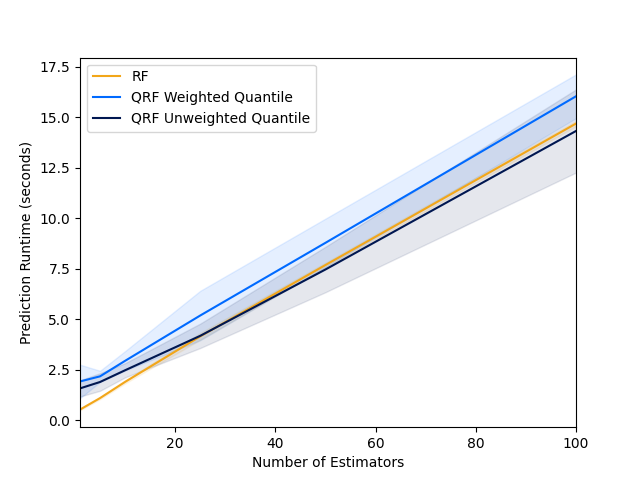 RF
QRF Weighted Quantile
QRF Unweighted Quantile
Prediction Runtime (seconds)
17.5
15.0
12.5
10.0
7.5
5.0
2.5
0.0
20 40 60 80 100
Number of Estimators